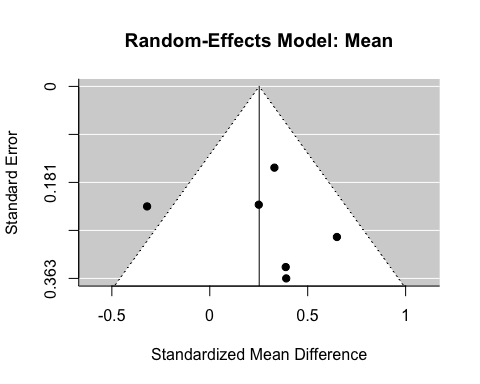 Random-Effects Model: Mean
Standard Error
0
0.181
0.363
-0.5
0
0.5
1
Standardized Mean Difference